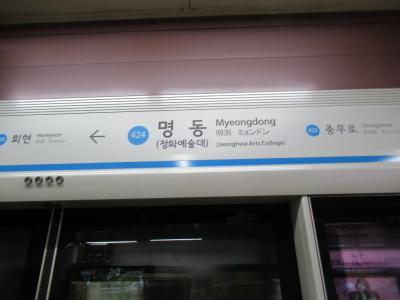 회현
Hoehyeon
←
424
명동
(정화예술대)
Myeongdong
明洞 ミョンドン
(Jeonghwa Arts College)
423
충무로
Chungmuro